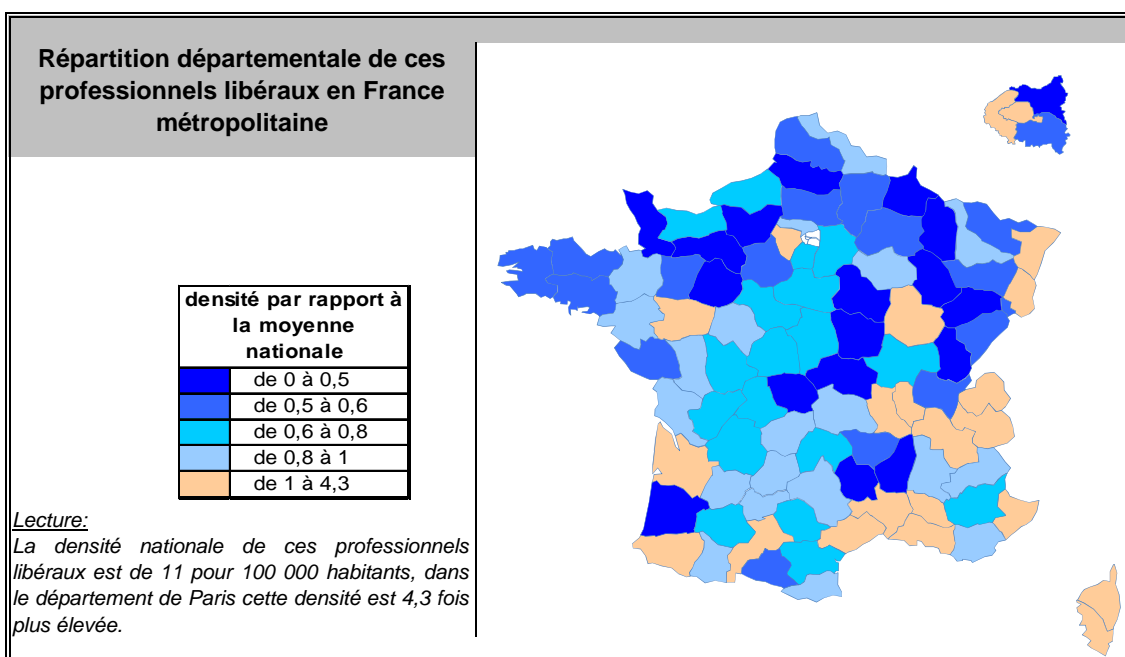 Répartition départementale de ces
professionnels libéraux en France
métropolitaine
densité par rapport à
la moyenne
nationale
de 0 à 0,5
de 0,5 à 0,6
de 0,6 à 0,8
de 0,8 à 1
de 1 à 4,3
Lecture:
La densité nationale de ces professionnels
libéraux est de 11 pour 100 000 habitants, dans
le département de Paris cette densité est 4,3 fois
plus élevée.